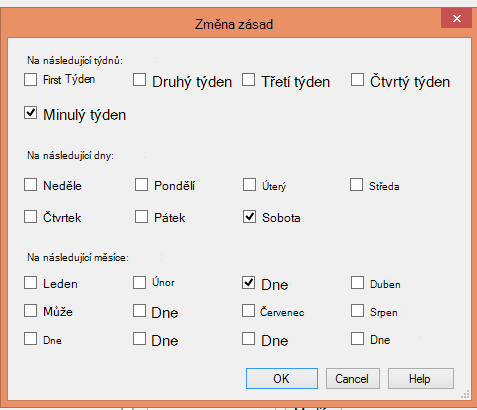 Změna zásad
Na následující týdnů:
First Týden Druhý týden Třetí týden Čtvrtý týden
Minulý týden
Na následující dny:
Neděle Pondělí Úterý Středa
Čtvrtek Pátek Sobota
Na následující měsíce:
Leden Únor Dne Duben
Může Dne Červenec Srpen
Dne Dne Dne Dne
OK Cancel Help